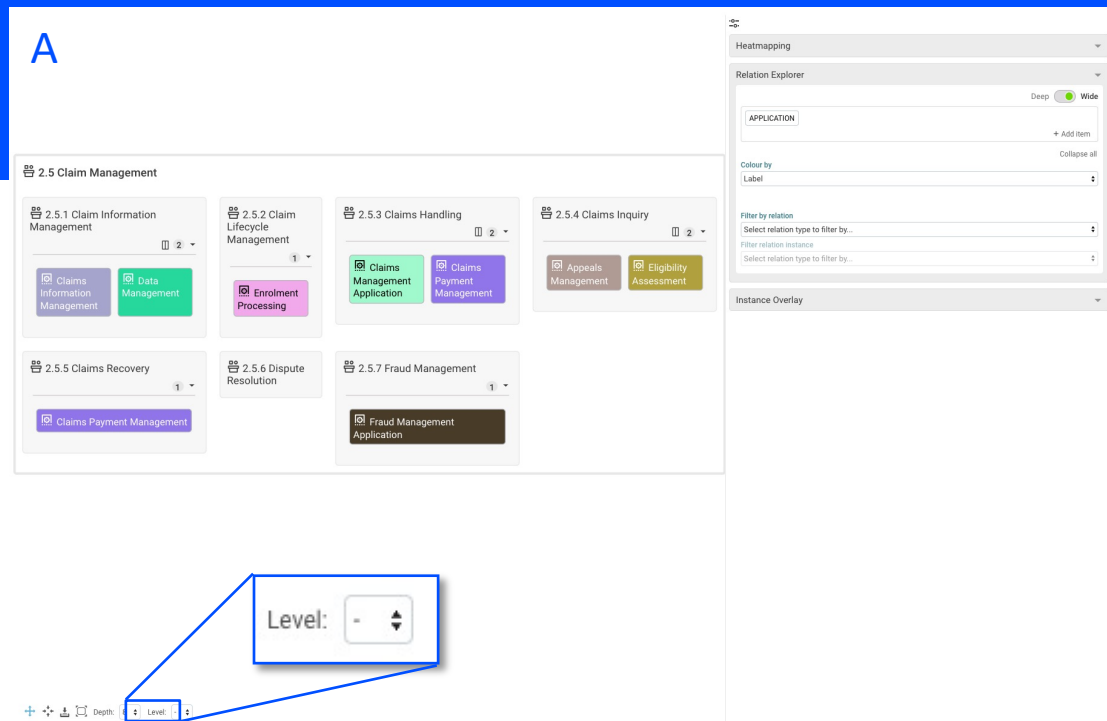 A
Heatmapping
Relation Explorer
Deep Wide
APPLICATION
+ Add item
Collapse all
Colour by
Label
Filter by relation
Select relation type to filter by...
Filter relation instance
Select relation type to filter by...
Instance Overlay
2.5 Claim Management
2.5.1 Claim Information
Management
2
Claims
Information
Management
Data
Management
2.5.2 Claim
Lifecycle
Management
1
Enrolment
Processing
2.5.3 Claims Handling
2
Claims
Management
Application
Claims
Payment
Management
2.5.4 Claims Inquiry
2
Appeals
Management
Eligibility
Assessment
2.5.5 Claims Recovery
1
Claims Payment Management
2.5.6 Dispute
Resolution
2.5.7 Fraud Management
1
Fraud Management
Application
Level: -
Depth: Level: -